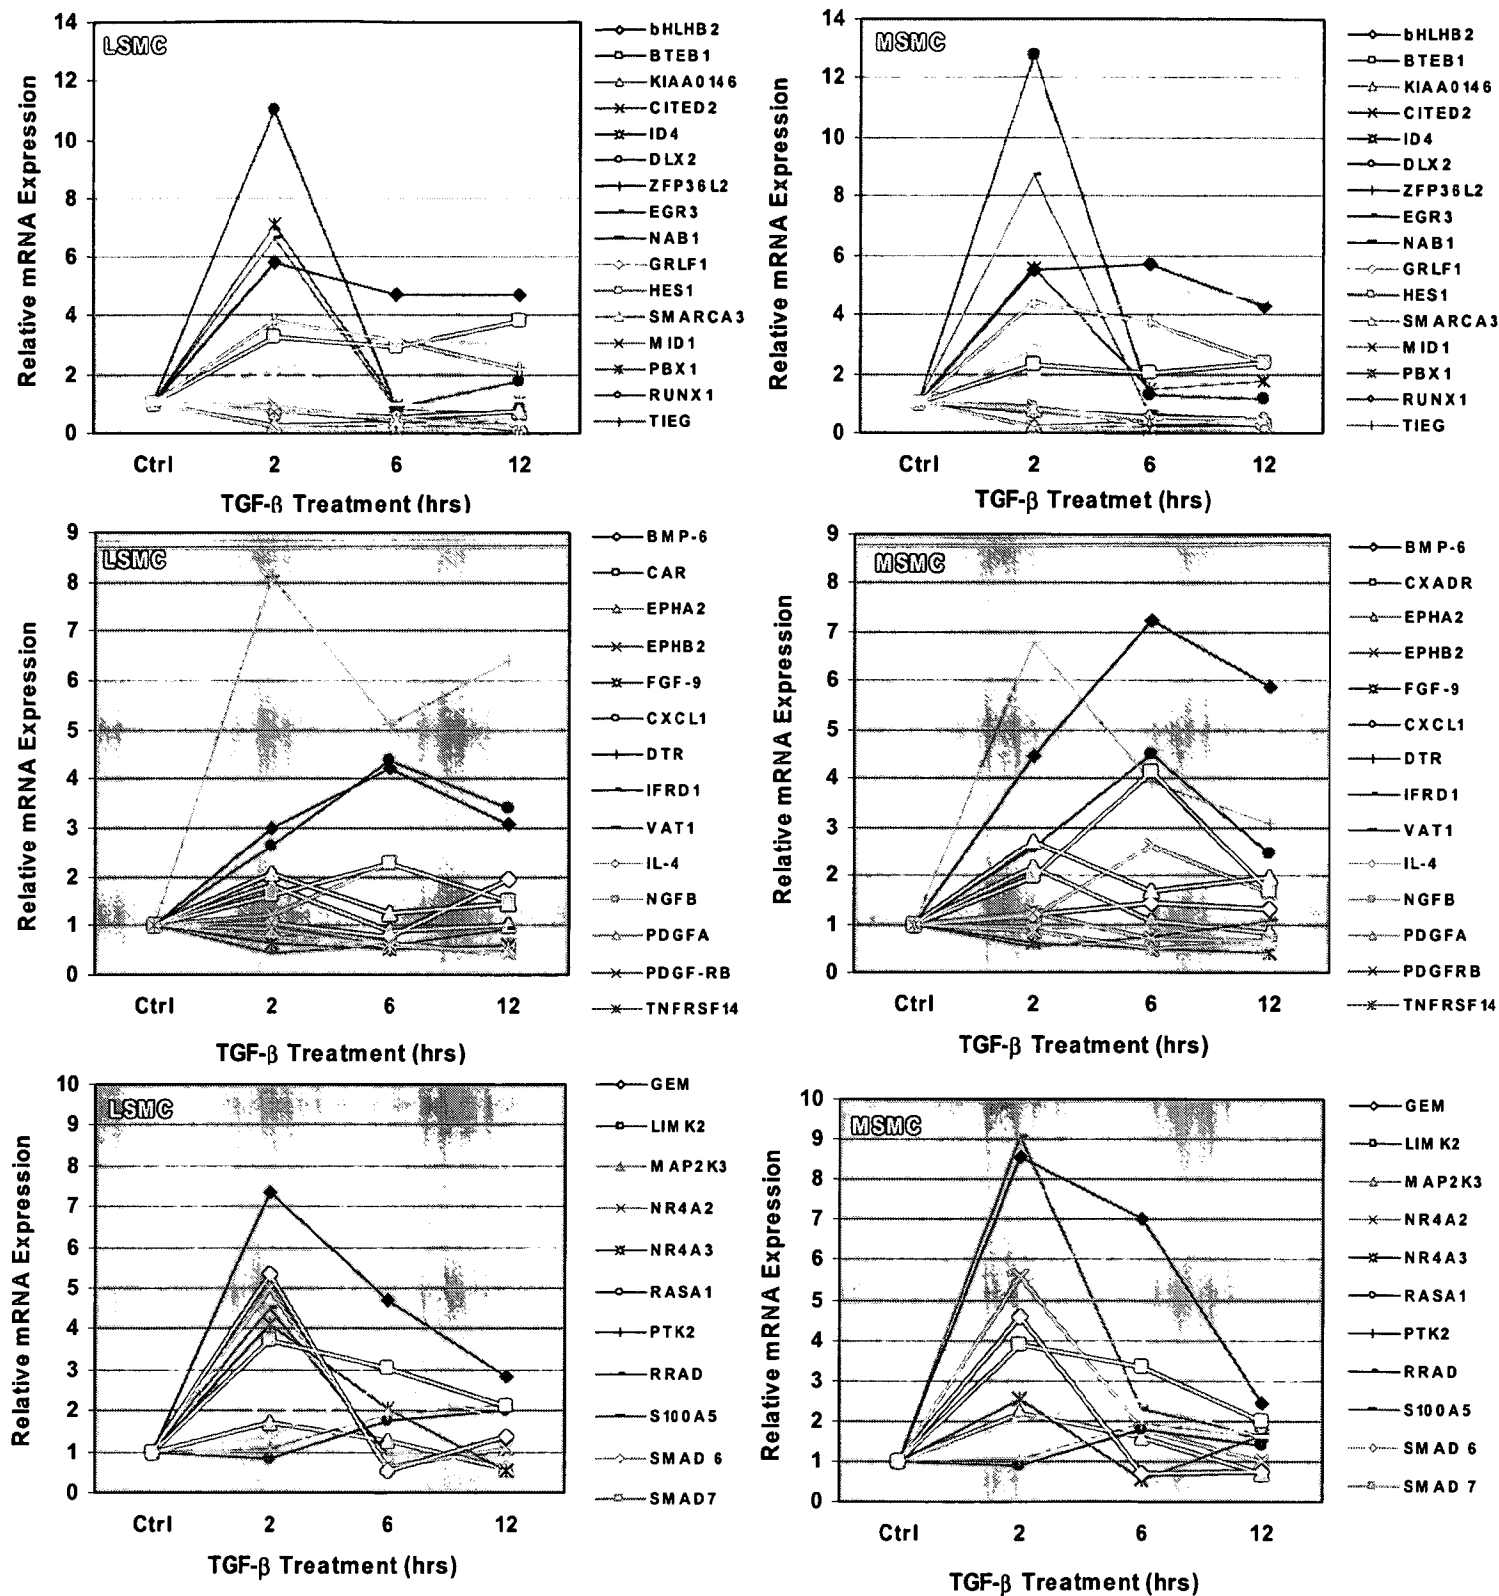 LSMC
Relative mRNA Expression
14
12
10
8
6
4
2
0
Ctrl 2 6 12
TGF-ß Treatment (hrs)
bHLHB2
BTEB1
KIAA0146
CITED2
ID4
DLX2
ZFP36L2
EGR3
NAB1
GRLF1
HES1
SMARCA3
MID1
PBX1
RUNX1
TIEG
MSMC
Relative mRNA Expression
14
12
10
8
6
4
2
0
Ctrl 2 6 12
TGF-β Treatmet (hrs)
bHLHB2
BTEB1
KIAA0146
CITED2
ID4
DLX2
ZFP36L2
EGR3
NAB1
GRLF1
HES1
SMARCA3
MID1
PBX1
RUNX1
TIEG
LSMC
Relative mRNA Expression
9
8
7
6
5
4
3
2
1
0
Ctrl 2 6 12
TGF-β Treatment (hrs)
BMP-6
CAR
EPHA2
EPHB2
FGF-9
CXCL1
DTR
IFRD1
VAT1
IL-4
NGFB
PDGFA
PDGF-RB
TNFRSF14
MSMC
Relative mRNA Expression
9
8
7
6
5
4
3
2
1
0
Ctrl 2 6 12
TGF-β Treatment (hrs)
BMP-6
CXADR
EPHA2
EPHB2
FGF-9
CXCL1
DTR
IFRD1
VAT1
IL-4
NGFB
PDGFA
PDGFRB
TNFRSF14
LSMC
Relative mRNA Expression
10
9
8
7
6
5
4
3
2
1
0
Ctrl 2 6 12
TGF-β Treatment (hrs)
GEM
LIMK2
MAP2K3
NR4A2
NR4A3
RASA1
PTK2
RRAD
S100A5
SMAD 6
SMAD7
MSMC
Relative mRNA Expression
10
9
8
7
6
5
4
3
2
1
0
Ctrl 2 6 12
TGF-β Treatment (hrs)
GEM
LIMK2
MAP2K3
NR4A2
NR4A3
RASA1
PTK2
RRAD
S100A5
SMAD 6
SMAD 7